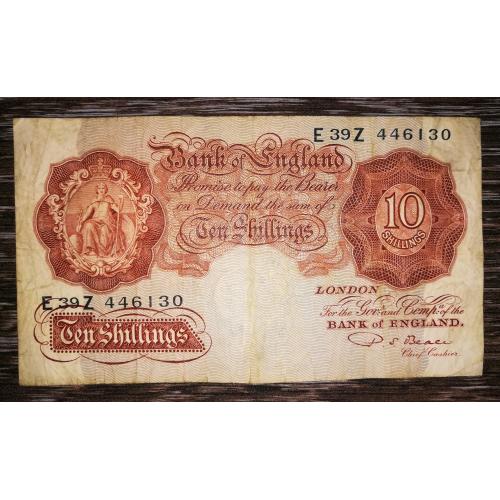 E 39Z 446130
Bank of England
Promise to pay the Bearer
on Demand the sum of
Ten Shillings
10
SHILLINGS
LONDON
For the Govr. and Compa. of the
BANK of ENGLAND.
E 39Z 446130
Ten Shillings
P S Beale
Chief Cashier